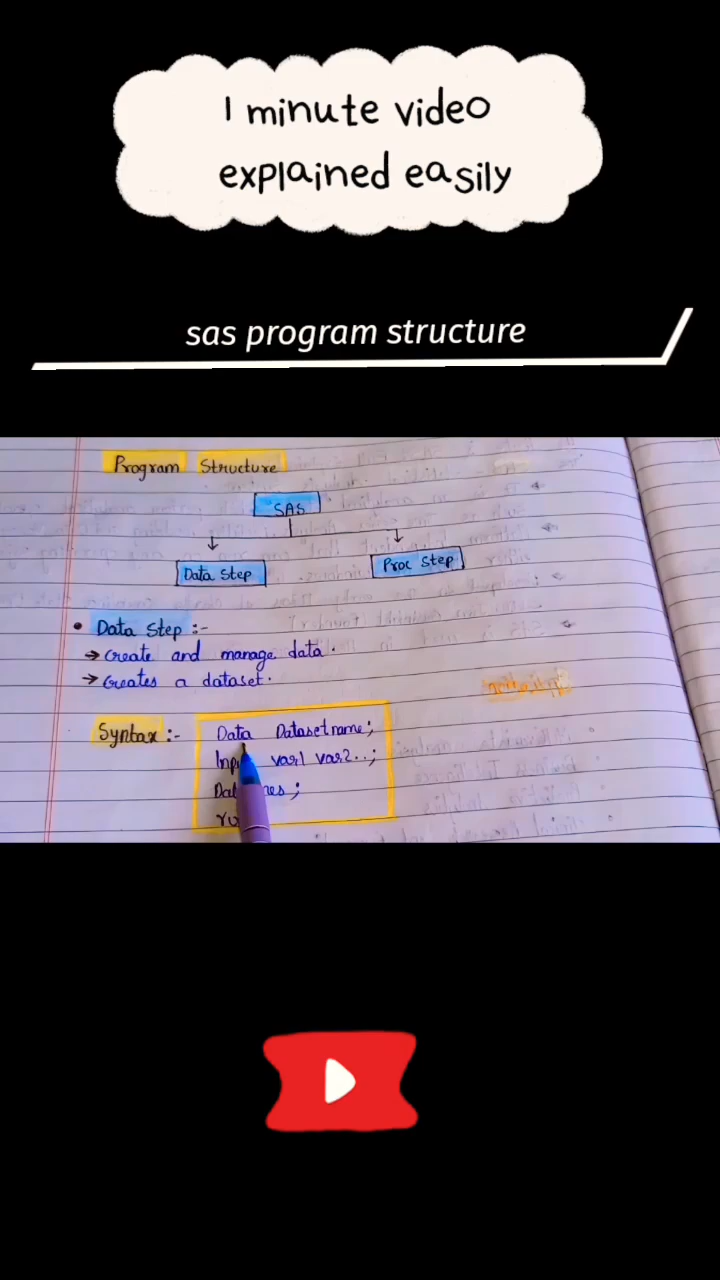 1 minute video
explained easily
sas program structure
Program Structure
SAS
Data Step
Proc Step
• Data Step :-
→ Create and manage data.
→ Creates a dataset.
Syntax :- Data Datasetname;
var1 var2..;
;